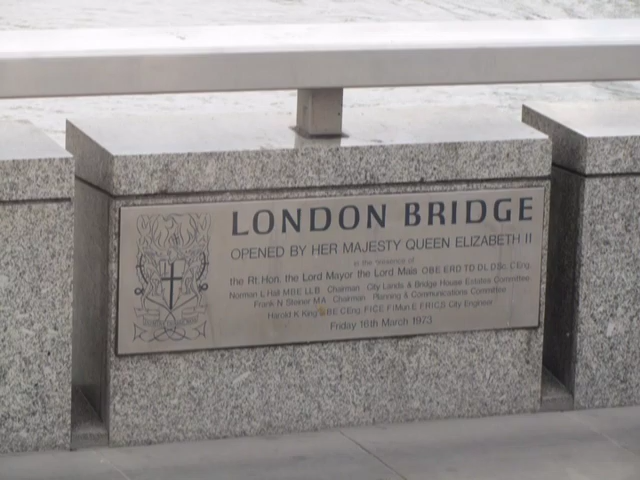 LONDON BRIDGE
OPENED BY HER MAJESTY QUEEN ELIZABETH II
in the presence of
the Rt Hon. the Lord Mayor the Lord Mais OBE ERD TD DL DSc CEng.
Norman L Hall MBE LLB Chairman City Lands & Bridge House Estates Committee
Frank N Steiner MA Chairman Planning & Communications Committee
Harold K King CBE CEng. FICE FIMun E FRICS City Engineer
Friday 16th March 1973